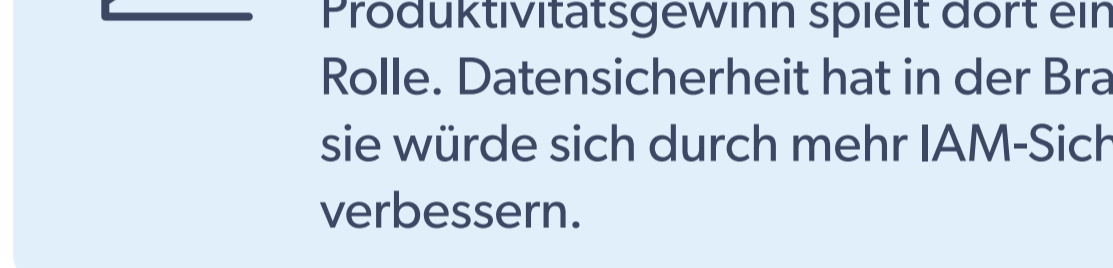 Produktivitätsgewinn spielt dort ein
Rolle. Datensicherheit hat in der Bra
sie würde sich durch mehr IAM-Sich
verbessern.